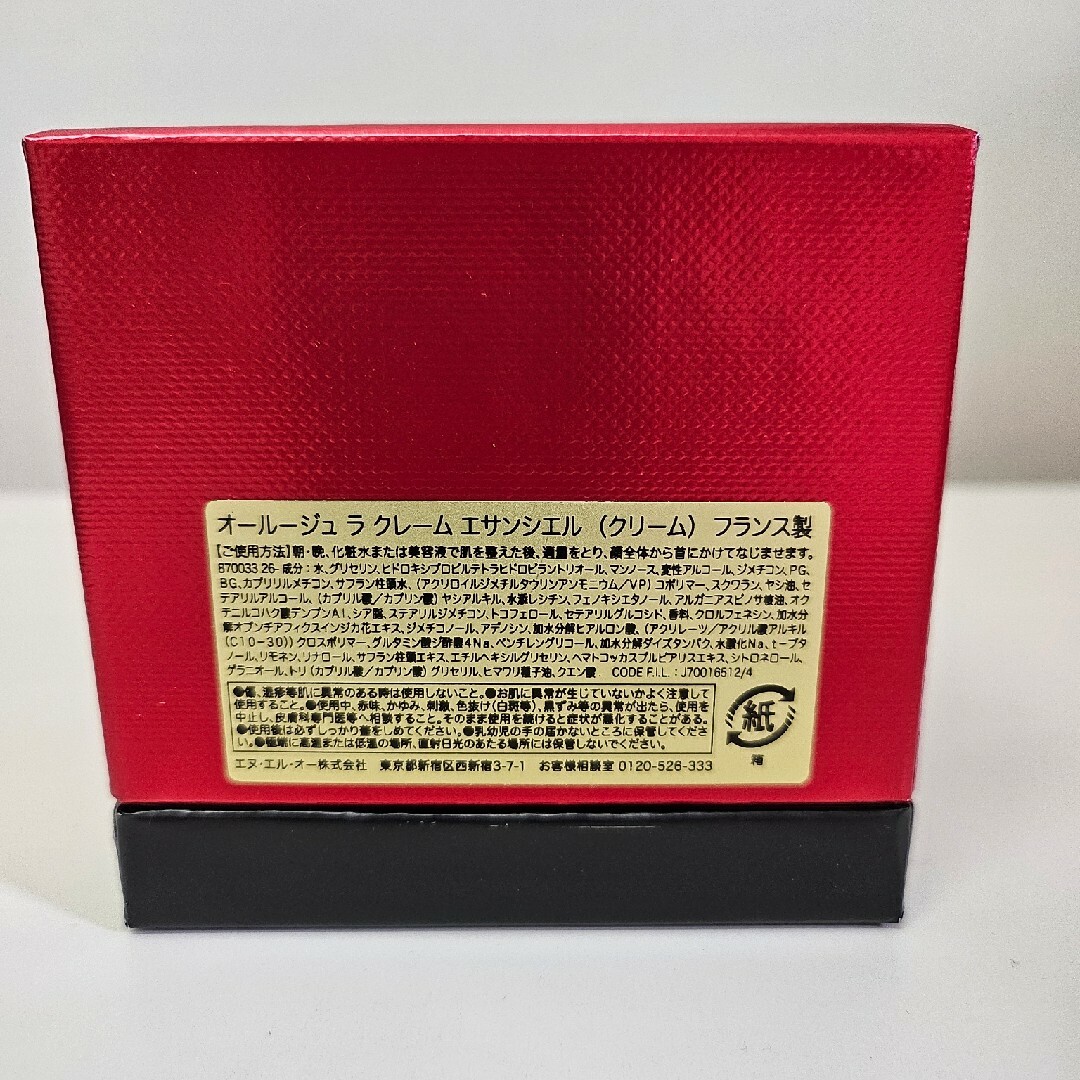 オールージュ ラ クレーム エサンシエル (クリーム) フランス製
【ご使用方法】朝・晩、化粧水または美容液で肌を整えた後、適量をとり、顔全体から首にかけてなじませます。
870033 26- 成分:水、グリセリン、ヒドロキシプロピルテトラヒドロピラントリオール、マンノース、変性アルコール、ジメチコン、PG、
BG、カプリリルメチコン、サフラン柱頭水、(アクリロイルジメチルタウリンアンモニウム/VP)コポリマー、スクワラン、ヤシ油、セ
テアリルアルコール、(カプリル酸/カプリン酸)ヤシアルキル、水添レシチン、フェノキシエタノール、アルガニアスピノサ核油、オク
テニルコハク酸デンプンAl、シア脂、ステアリルジメチコン、トコフェロール、セテアリルグルコシド、香料、クロルフェネシン、加水分
解オプンチアフィクスインジカ花エキス、ジメチコノール、アデノシン、加水分解ヒアルロン酸、(アクリレーツ/アクリル酸アルキル
(C10-30))クロスポリマー、グルタミン酸ジ酢酸4Na、ペンチレングリコール、加水分解ダイズタンパク、水酸化Na、t-ブタ
ノール、リモネン、リナロール、サフラン柱頭エキス、エチルヘキシルグリセリン、ヘマトコッカスプルビアリスエキス、シトロネロール、
ゲラニオール、トリ(カプリル酸/カプリン酸)グリセリル、ヒマワリ種子油、クエン酸 CODE F.I.L.:J70016512/4
●傷、湿疹等肌に異常のある時は使用しないこと。●お肌に異常が生じていないかよく注意して
使用すること。●使用中、赤味、かゆみ、刺激、色抜け(白斑等)、黒ずみ等の異常が出たら、使用を
中止し、皮膚科専門医等へ相談すること。そのまま使用を続けると症状が悪化することがある。
●使用後は必ずしっかり蓋をしめてください。●乳幼児の手の届かないところに保管してくださ
い。●極端に高温または低温の場所、直射日光のあたる場所には保管しないでください。
紙
箱
エヌ・エル・オー株式会社 東京都新宿区西新宿3-7-1 お客様相談室 0120-526-333